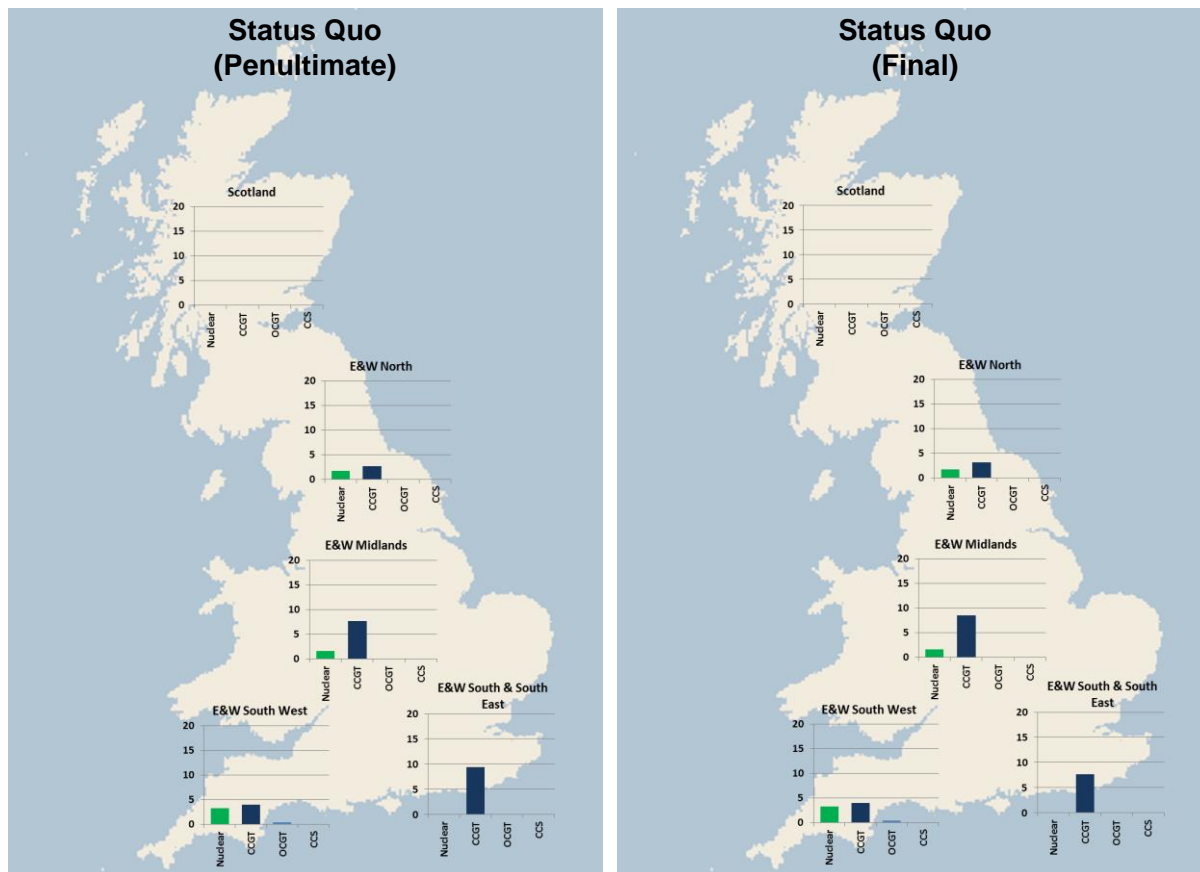 Status Quo
(Penultimate)
Scotland
20
15
10
5
0
Nuclear
CCGT
OCGT
CCS
E&W North
20
15
10
5
0
Nuclear
CCGT
OCGT
CCS
E&W Midlands
20
15
10
5
0
Nuclear
CCGT
OCGT
CCS
E&W South West
20
15
10
5
0
Nuclear
CCGT
OCGT
CCS
E&W South & South
East
20
15
10
5
0
Nuclear
CCGT
OCGT
CCS
Status Quo
(Final)
Scotland
20
15
10
5
0
Nuclear
CCGT
OCGT
CCS
E&W North
20
15
10
5
0
Nuclear
CCGT
OCGT
CCS
E&W Midlands
20
15
10
5
0
Nuclear
CCGT
OCGT
CCS
E&W South West
20
15
10
5
0
Nuclear
CCGT
OCGT
CCS
E&W South & South
East
20
15
10
5
0
Nuclear
CCGT
OCGT
CCS